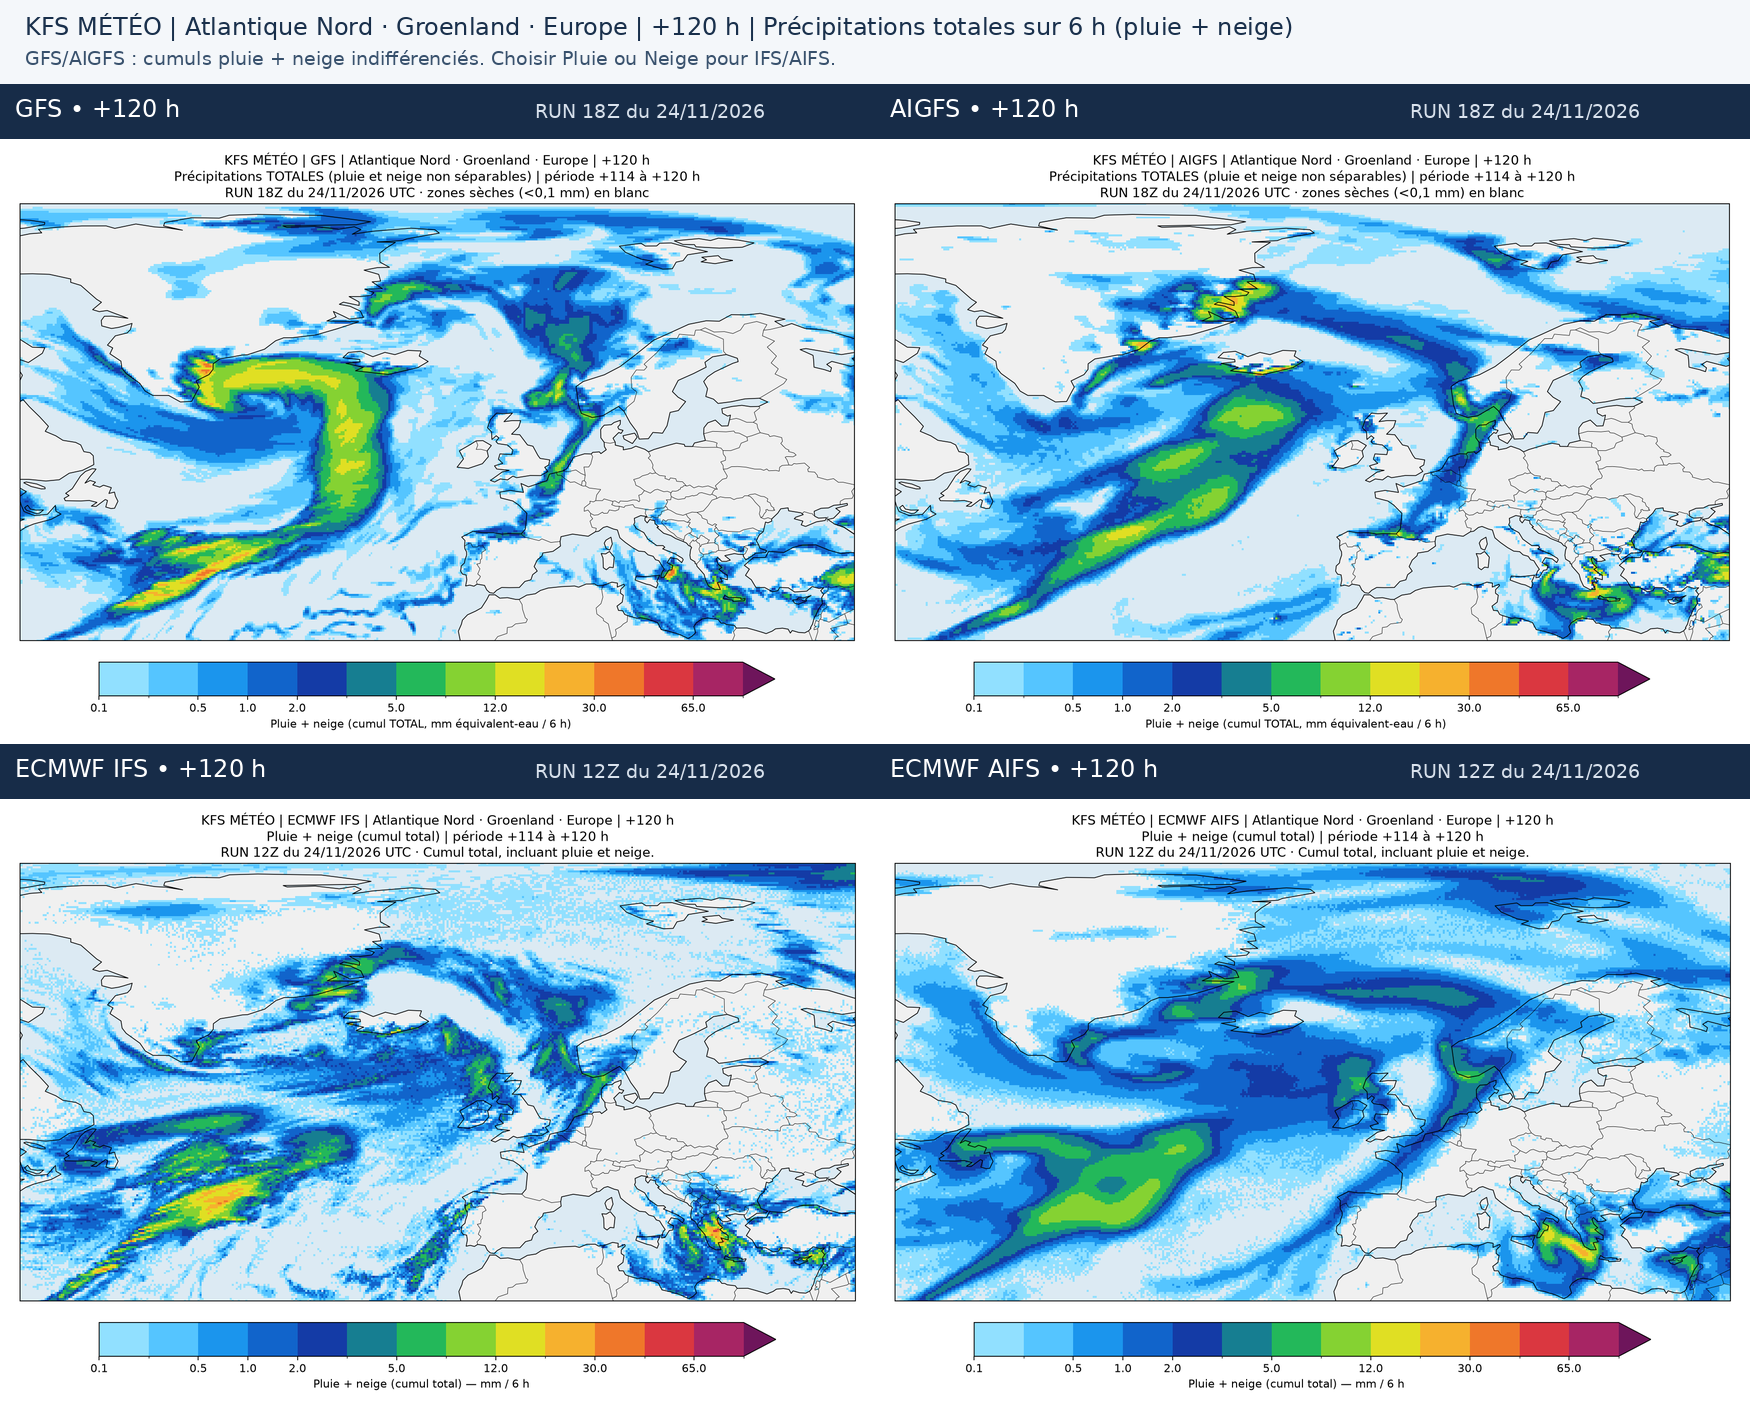 KFS MÉTÉO | Atlantique Nord · Groenland · Europe | +120 h | Précipitations totales sur 6 h (pluie + neige)
GFS/AIGFS : cumuls pluie + neige indifférenciés. Choisir Pluie ou Neige pour IFS/AIFS.
GFS • +120 h
RUN 18Z du 24/11/2026
KFS MÉTÉO | GFS | Atlantique Nord · Groenland · Europe | +120 h
Précipitations TOTALES (pluie et neige non séparables) | période +114 à +120 h
RUN 18Z du 24/11/2026 UTC · zones sèches (<0,1 mm) en blanc
0.1 0.5 1.0 2.0 5.0 12.0 30.0 65.0
Pluie + neige (cumul TOTAL, mm équivalent-eau / 6 h)
AIGFS • +120 h
RUN 18Z du 24/11/2026
KFS MÉTÉO | AIGFS | Atlantique Nord · Groenland · Europe | +120 h
Précipitations TOTALES (pluie et neige non séparables) | période +114 à +120 h
RUN 18Z du 24/11/2026 UTC · zones sèches (<0,1 mm) en blanc
0.1 0.5 1.0 2.0 5.0 12.0 30.0 65.0
Pluie + neige (cumul TOTAL, mm équivalent-eau / 6 h)
ECMWF IFS • +120 h
RUN 12Z du 24/11/2026
KFS MÉTÉO | ECMWF IFS | Atlantique Nord · Groenland · Europe | +120 h
Pluie + neige (cumul total) | période +114 à +120 h
RUN 12Z du 24/11/2026 UTC · Cumul total, incluant pluie et neige.
0.1 0.5 1.0 2.0 5.0 12.0 30.0 65.0
Pluie + neige (cumul total) — mm / 6 h
ECMWF AIFS • +120 h
RUN 12Z du 24/11/2026
KFS MÉTÉO | ECMWF AIFS | Atlantique Nord · Groenland · Europe | +120 h
Pluie + neige (cumul total) | période +114 à +120 h
RUN 12Z du 24/11/2026 UTC · Cumul total, incluant pluie et neige.
0.1 0.5 1.0 2.0 5.0 12.0 30.0 65.0
Pluie + neige (cumul total) — mm / 6 h